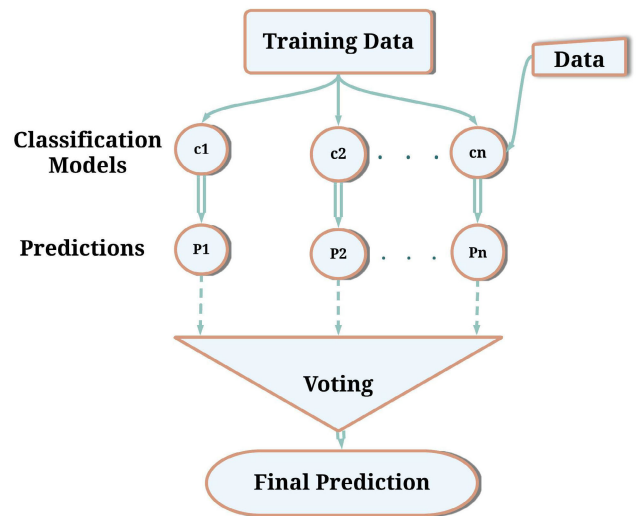 Training Data
Data
Classification
Models
c1
c2
. . .
cn
Predictions
P1
P2
. . .
Pn
Voting
Final Prediction